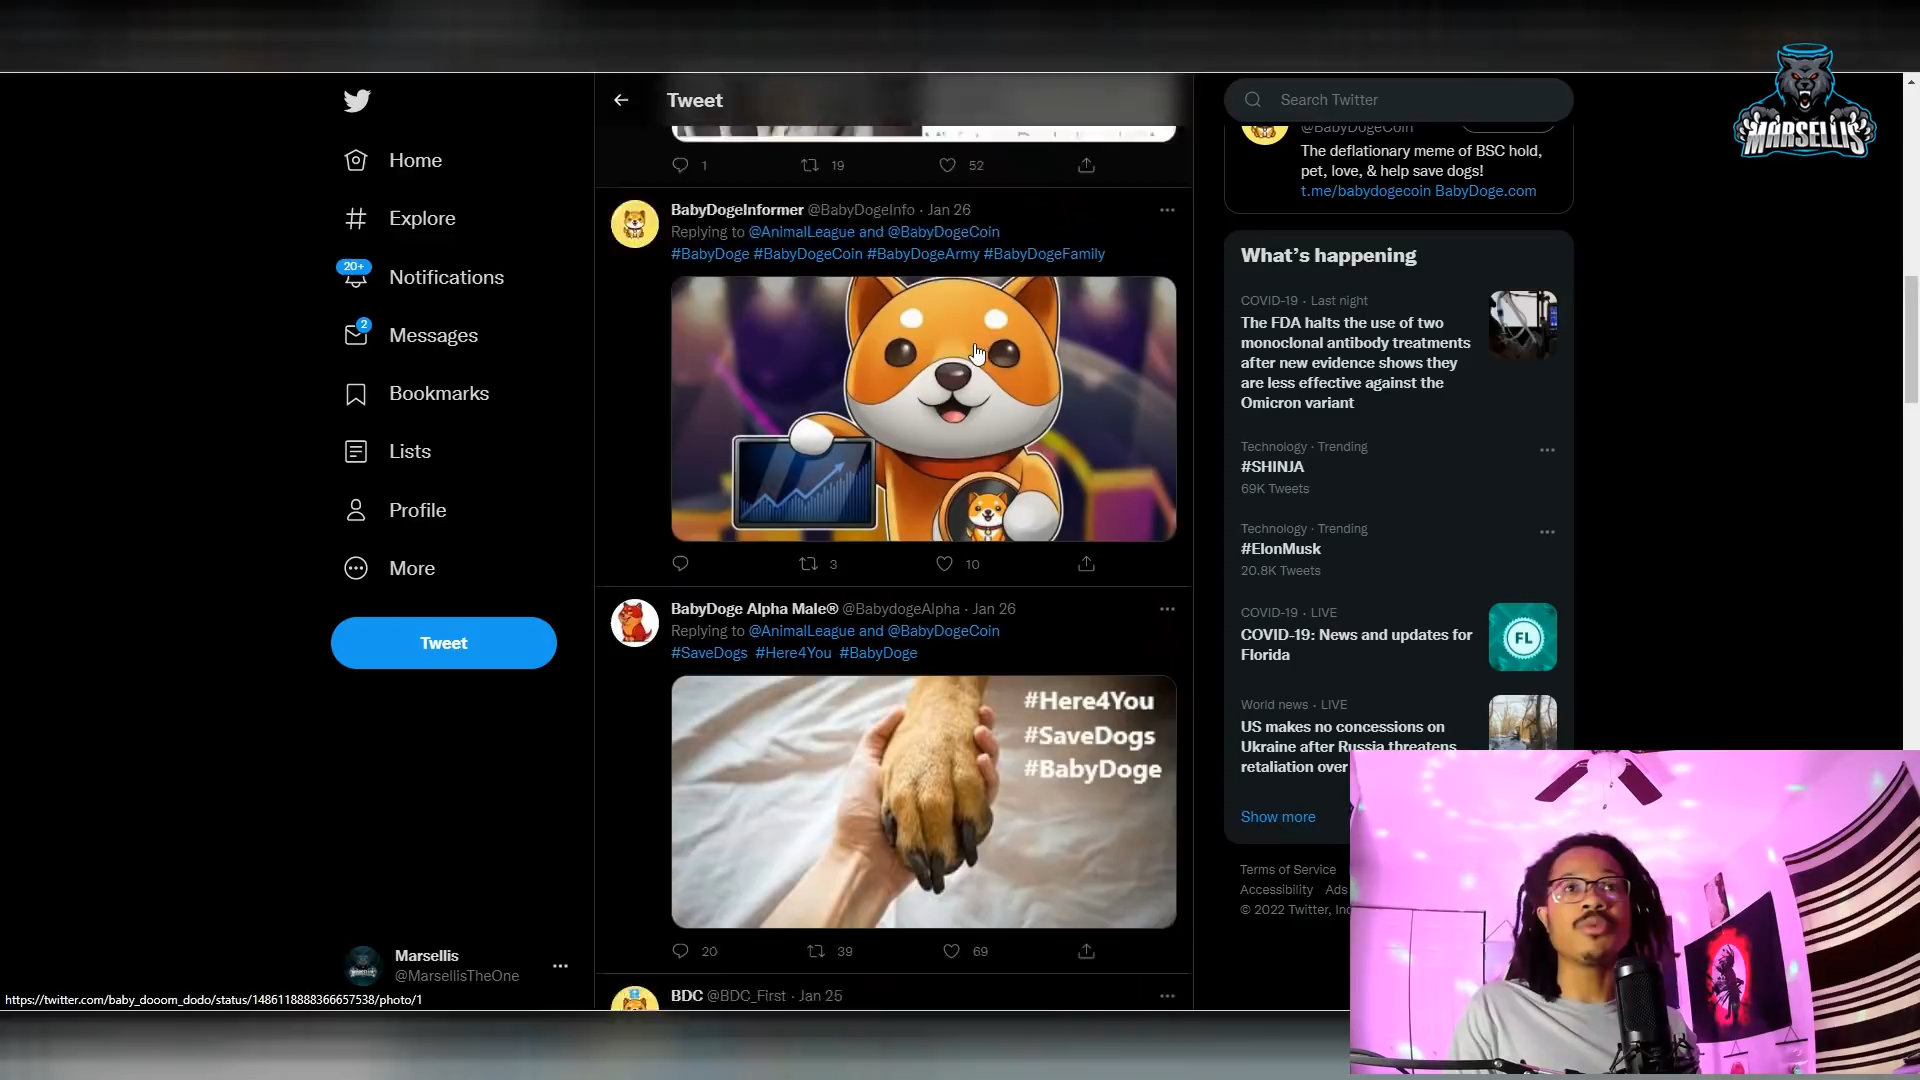 MARSELLIS
Home
Explore
20+
Notifications
2
Messages
Bookmarks
Lists
Profile
More
Tweet
Marsellis
@MarsellisTheOne
https://twitter.com/baby_dooom_dodo/status/1486118888366657538/photo/1
Tweet
1 19 52
BabyDogeInformer @BabyDogeInfo · Jan 26
Replying to @AnimalLeague and @BabyDogeCoin
#BabyDoge #BabyDogeCoin #BabyDogeArmy #BabyDogeFamily
3 10
BabyDoge Alpha Male® @BabydogeAlpha · Jan 26
Replying to @AnimalLeague and @BabyDogeCoin
#SaveDogs #Here4You #BabyDoge
#Here4You
#SaveDogs
#BabyDoge
20 39 69
BDC @BDC_First · Jan 25
Search Twitter
@BabyDogeCoin
The deflationary meme of BSC hold,
pet, love, & help save dogs!
t.me/babydogecoin BabyDoge.com
What's happening
COVID-19 · Last night
The FDA halts the use of two
monoclonal antibody treatments
after new evidence shows they
are less effective against the
Omicron variant
Technology · Trending
#SHINJA
69K Tweets
Technology · Trending
#ElonMusk
20.8K Tweets
COVID-19 · LIVE
COVID-19: News and updates for
Florida
FL
World news · LIVE
US makes no concessions on
Ukraine after Russia threatens
retaliation over
Show more
Terms of Service
Accessibility Ads
© 2022 Twitter, Inc